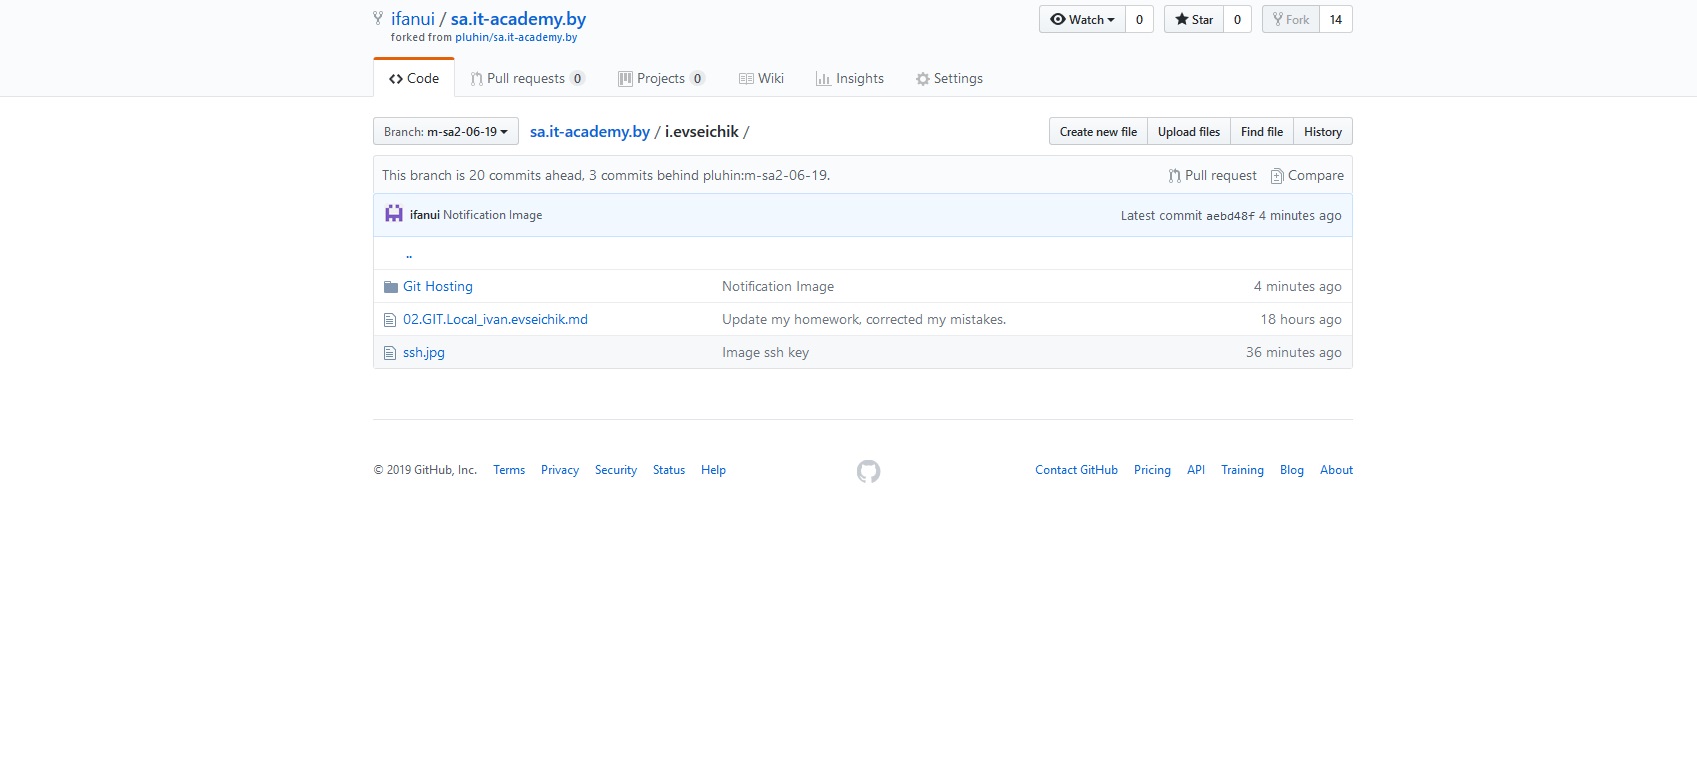 ifanui / sa.it-academy.by
Watch 0 Star 0 Fork 14
forked from pluhin/sa.it-academy.by
Code Pull requests 0 Projects 0 Wiki Insights Settings
Branch: m-sa2-06-19 sa.it-academy.by / i.evseichik / Create new file Upload files Find file History
This branch is 20 commits ahead, 3 commits behind pluhin:m-sa2-06-19. Pull request Compare
ifanui Notification Image Latest commit aebd48f 4 minutes ago
..
Git Hosting Notification Image 4 minutes ago
02.GIT.Local_ivan.evseichik.md Update my homework, corrected my mistakes. 18 hours ago
ssh.jpg Image ssh key 36 minutes ago
© 2019 GitHub, Inc. Terms Privacy Security Status Help Contact GitHub Pricing API Training Blog About